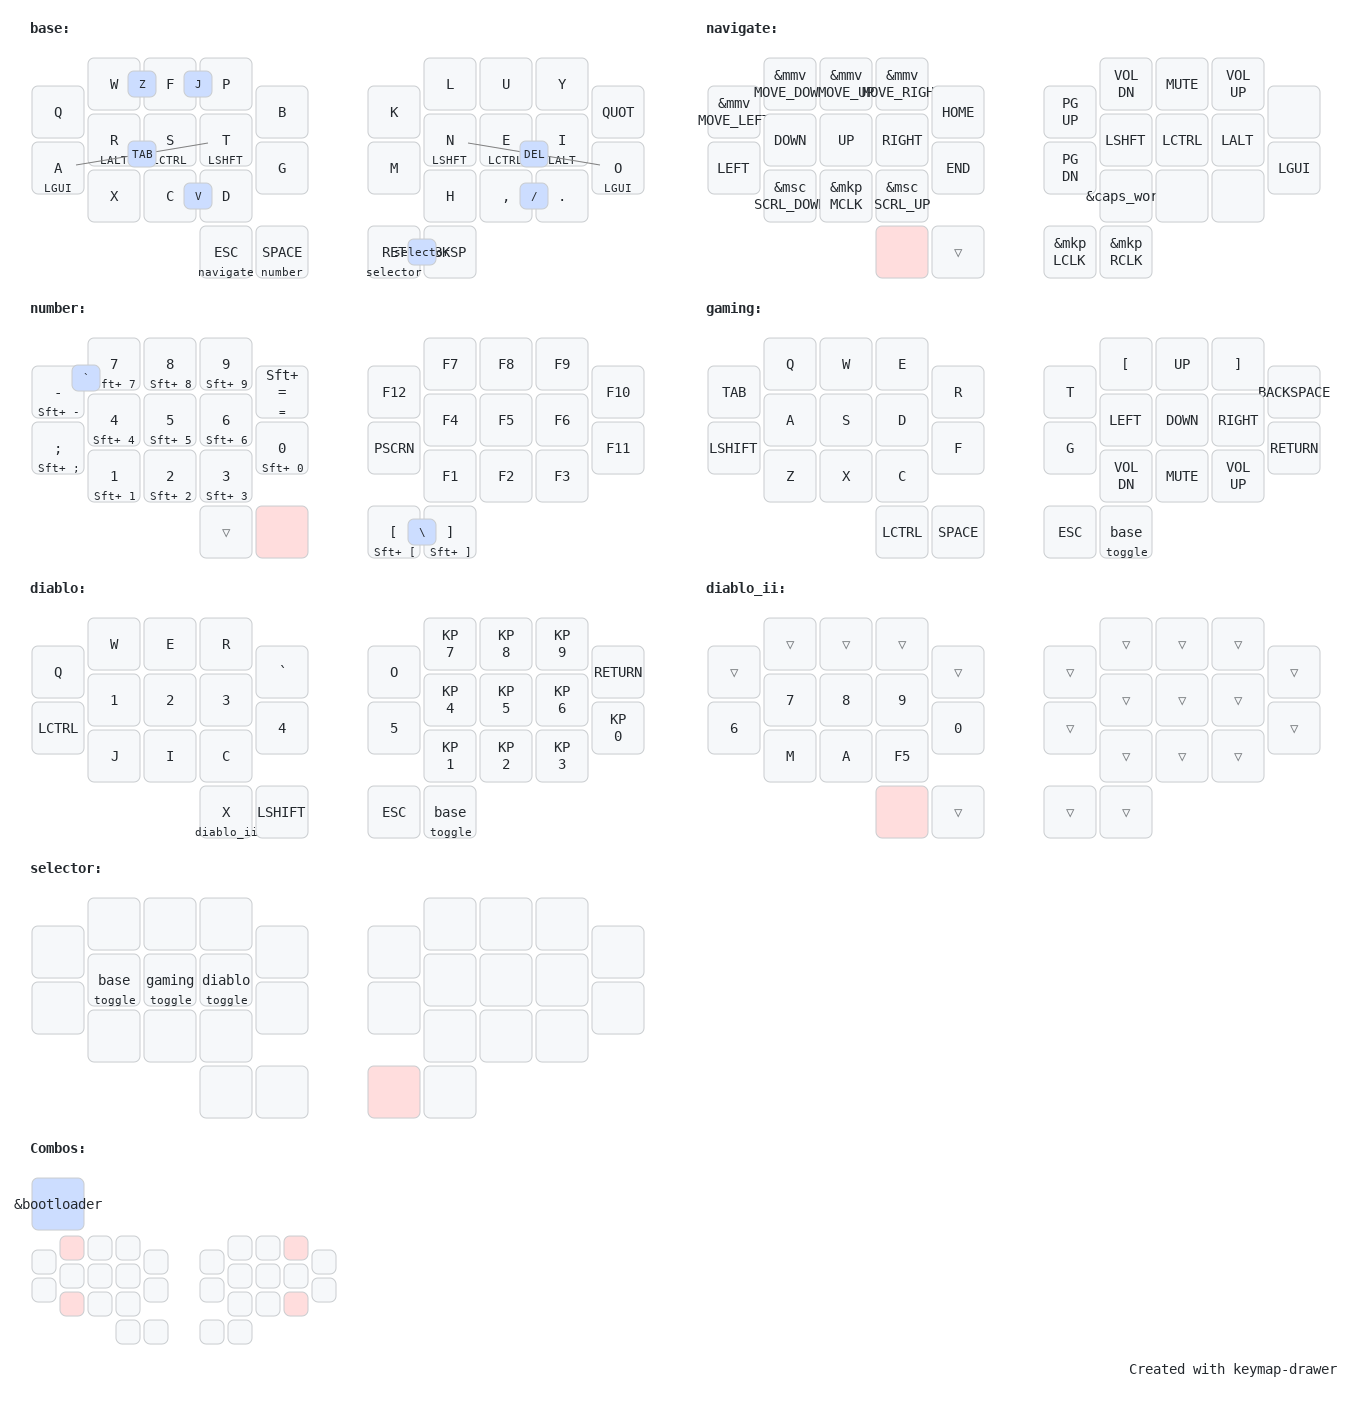 base:
navigate:
W Z F J P
L U Y
&mmv MOVE_DOWN &mmv MOVE_UP &mmv MOVE_RIGHT
VOL DN MUTE VOL UP
Q B K QUOT
&mmv MOVE_LEFT HOME PG UP
R LALT S LCTRL T LSHFT
TAB
N LSHFT E LCTRL I LALT
DEL
DOWN UP RIGHT
LSHFT LCTRL LALT
A LGUI G M O LGUI
LEFT END PG DN LGUI
X C V D
H , / .
&msc SCRL_DOWN &mkp MCLK &msc SCRL_UP
&caps_wor
ESC navigate SPACE number
RET selector selector BKSP
▽
&mkp LCLK &mkp RCLK
number:
gaming:
7 Sft+ 7 8 Sft+ 8 9 Sft+ 9
F7 F8 F9
Q W E
[ UP ]
- Sft+ - ` Sft+ = =
F12 F10
TAB R T BACKSPACE
4 Sft+ 4 5 Sft+ 5 6 Sft+ 6
F4 F5 F6
A S D
LEFT DOWN RIGHT
; Sft+ ; 0 Sft+ 0
PSCRN F11
LSHIFT F G RETURN
1 Sft+ 1 2 Sft+ 2 3 Sft+ 3
F1 F2 F3
Z X C
VOL DN MUTE VOL UP
▽
[ Sft+ [ \ ] Sft+ ]
LCTRL SPACE
ESC base toggle
diablo:
diablo_ii:
W E R
KP 7 KP 8 KP 9
▽ ▽ ▽
▽ ▽ ▽
Q ` O RETURN
▽ ▽ ▽ ▽
1 2 3
KP 4 KP 5 KP 6
7 8 9
▽ ▽ ▽
LCTRL 4 5 KP 0
6 0 ▽ ▽
J I C
KP 1 KP 2 KP 3
M A F5
▽ ▽ ▽
X diablo_ii LSHIFT
ESC base toggle
▽
▽ ▽
selector:
base toggle gaming toggle diablo toggle
Combos:
&bootloader
Created with keymap-drawer